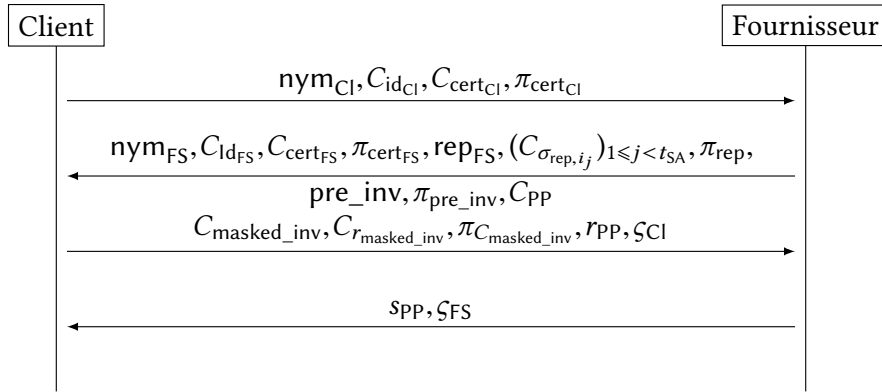 Client Fournisseur
nym_Cl, C_id_Cl, C_cert_Cl, π_cert_Cl
nym_FS, C_Id_FS, C_cert_FS, π_cert_FS, rep_FS, (C_σ_rep,i_j)_1⩽j<t_SA, π_rep,
pre_inv, π_pre_inv, C_PP
C_masked_inv, C_r_masked_inv, π_C_masked_inv, r_PP, ς_Cl
s_PP, ς_FS